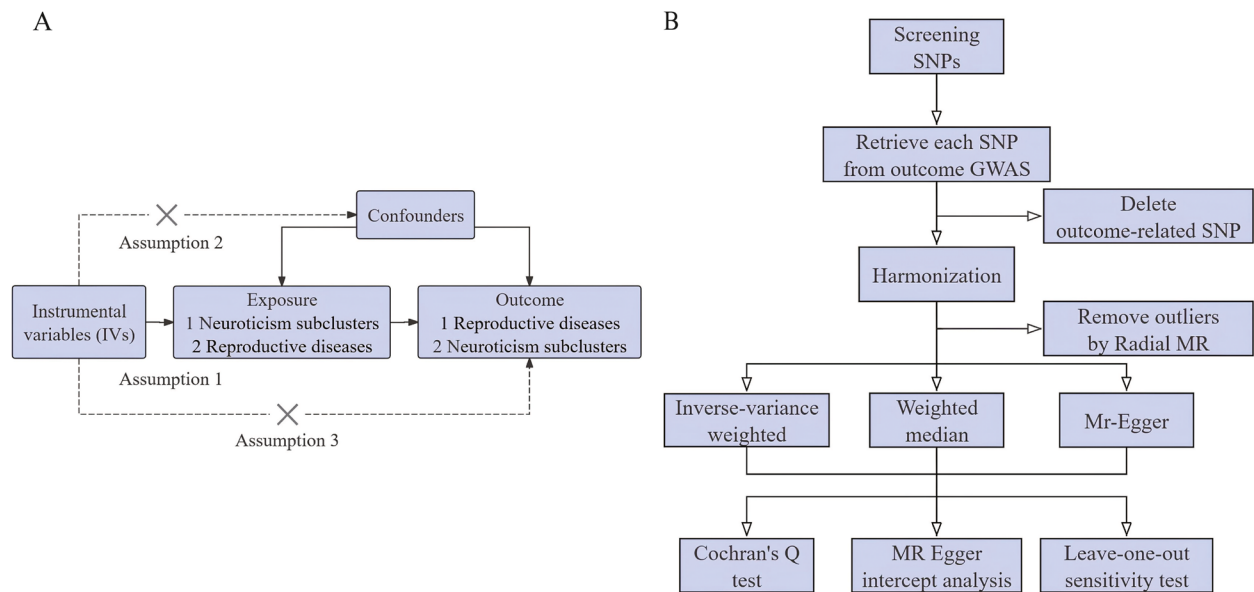 A
Confounders
Assumption 2
Instrumental
variables (IVs)
Exposure
1 Neuroticism subclusters
2 Reproductive diseases
Outcome
1 Reproductive diseases
2 Neuroticism subclusters
Assumption 1
Assumption 3
B
Screening
SNPs
Retrieve each SNP
from outcome GWAS
Delete
outcome-related SNP
Harmonization
Remove outliers
by Radial MR
Inverse-variance
weighted
Weighted
median
Mr-Egger
Cochran's Q
test
MR Egger
intercept analysis
Leave-one-out
sensitivity test